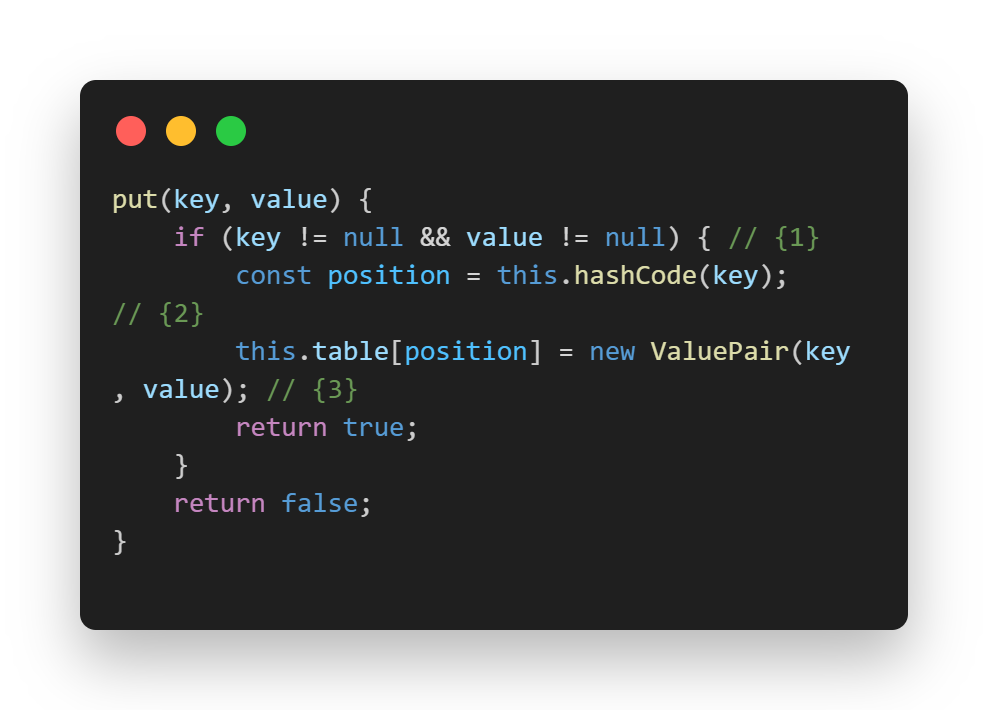 put(key, value) {
    if (key != null && value != null) { // {1}
        const position = this.hashCode(key);
// {2}
        this.table[position] = new ValuePair(key
, value); // {3}
        return true;
    }
    return false;
}